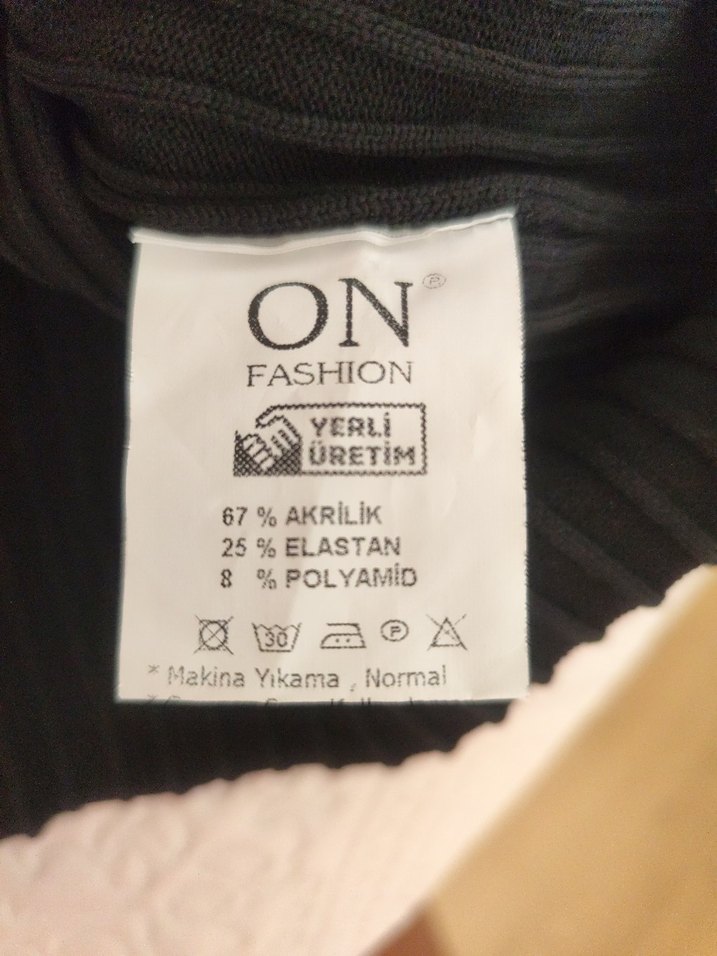 ON
FASHION
YERLİ
ÜRETİM
67 % AKRİLİK
25 % ELASTAN
8 % POLYAMİD
30 P
* Makina Yıkama , Normal